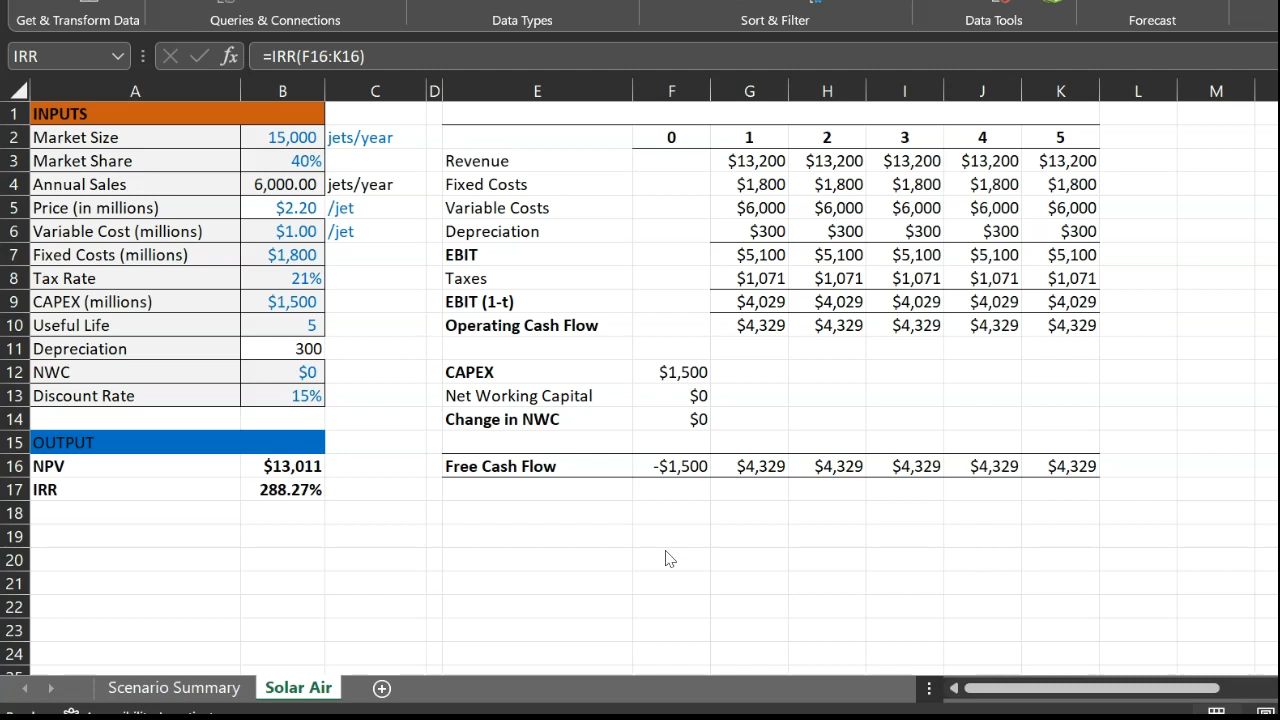 Get & Transform Data Queries & Connections Data Types Sort & Filter Data Tools Forecast
IRR fx =IRR(F16:K16)
A B C D E F G H I J K L M
1 INPUTS
2 Market Size 15,000 jets/year 0 1 2 3 4 5
3 Market Share 40% Revenue $13,200 $13,200 $13,200 $13,200 $13,200
4 Annual Sales 6,000.00 jets/year Fixed Costs $1,800 $1,800 $1,800 $1,800 $1,800
5 Price (in millions) $2.20 /jet Variable Costs $6,000 $6,000 $6,000 $6,000 $6,000
6 Variable Cost (millions) $1.00 /jet Depreciation $300 $300 $300 $300 $300
7 Fixed Costs (millions) $1,800 EBIT $5,100 $5,100 $5,100 $5,100 $5,100
8 Tax Rate 21% Taxes $1,071 $1,071 $1,071 $1,071 $1,071
9 CAPEX (millions) $1,500 EBIT (1-t) $4,029 $4,029 $4,029 $4,029 $4,029
10 Useful Life 5 Operating Cash Flow $4,329 $4,329 $4,329 $4,329 $4,329
11 Depreciation 300
12 NWC $0 CAPEX $1,500
13 Discount Rate 15% Net Working Capital $0
14 Change in NWC $0
15 OUTPUT
16 NPV $13,011 Free Cash Flow -$1,500 $4,329 $4,329 $4,329 $4,329 $4,329
17 IRR 288.27%
18
19
20
21
22
23
24
Scenario Summary Solar Air